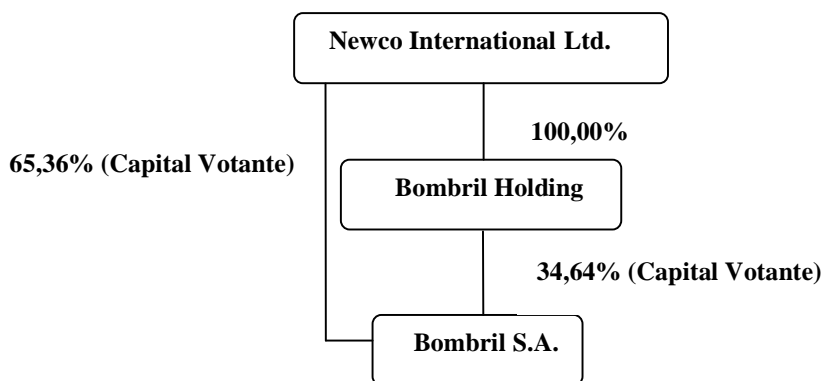 Newco International Ltd.
100,00%
65,36% (Capital Votante)
Bombril Holding
34,64% (Capital Votante)
Bombril S.A.